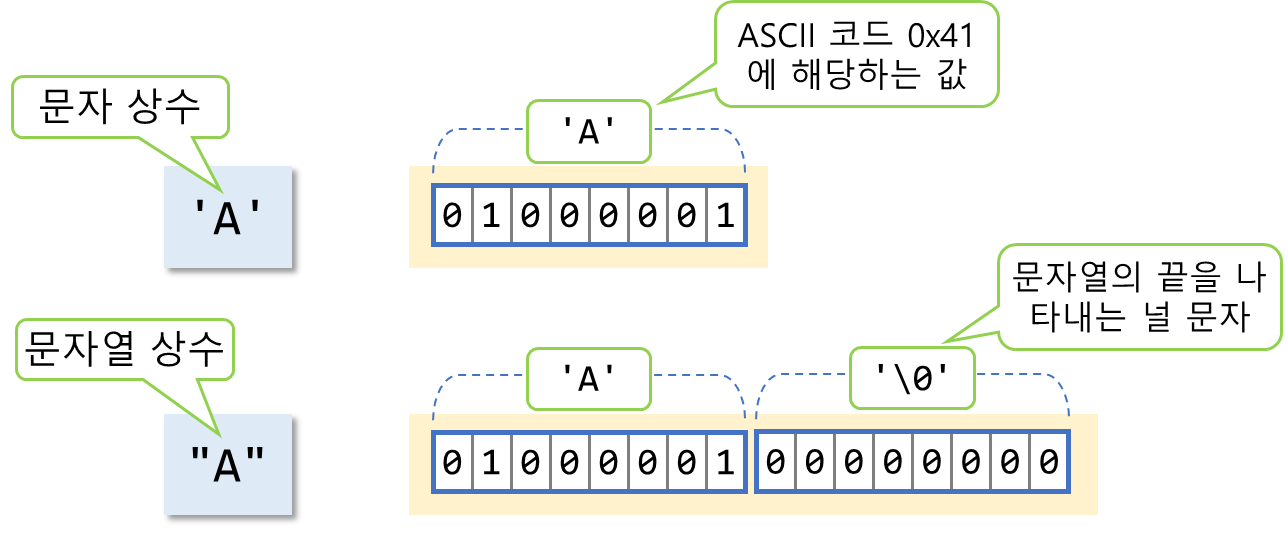 ASCII 코드 0x41
에 해당하는 값
문자 상수
'A'
'A'
0 1 0 0 0 0 0 1
문자열의 끝을 나
타내는 널 문자
문자열 상수
'A'
'\0'
"A"
0 1 0 0 0 0 0 1
0 0 0 0 0 0 0 0